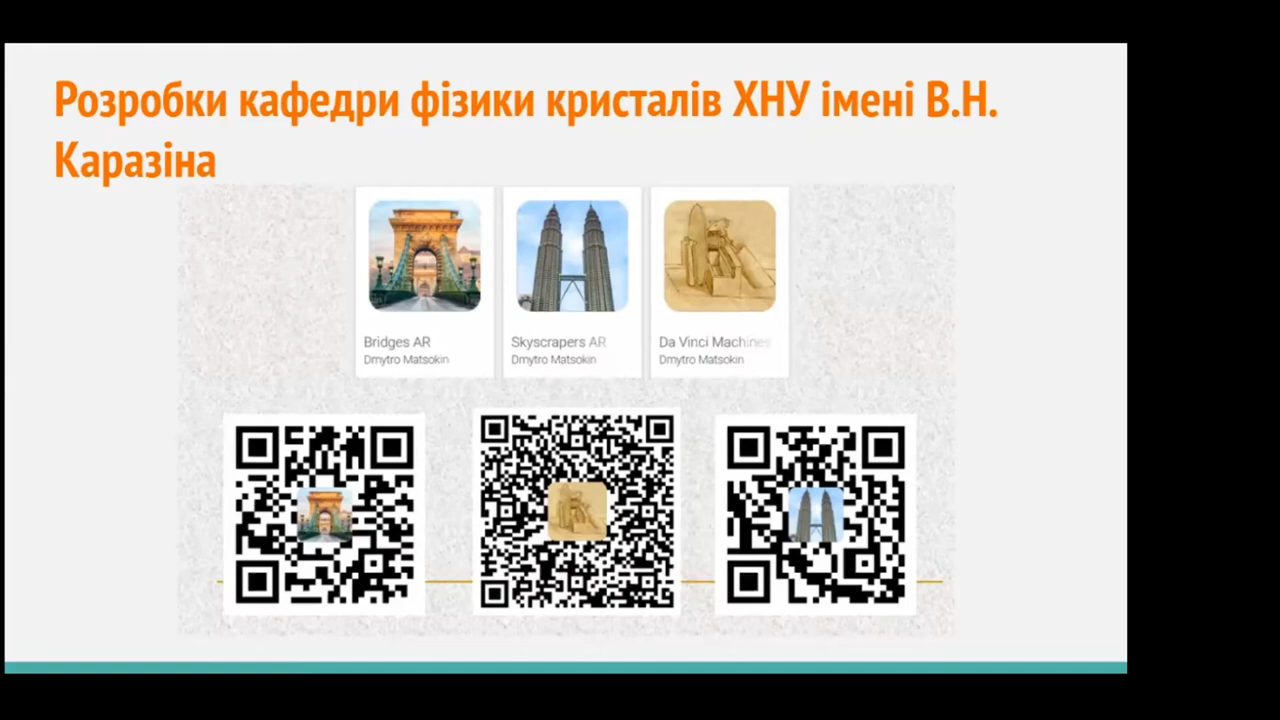 Розробки кафедри фізики кристалів ХНУ імені В.Н.
Каразіна
Bridges AR
Dmytro Matsokin
Skyscrapers AR
Dmytro Matsokin
Da Vinci Machines
Dmytro Matsokin